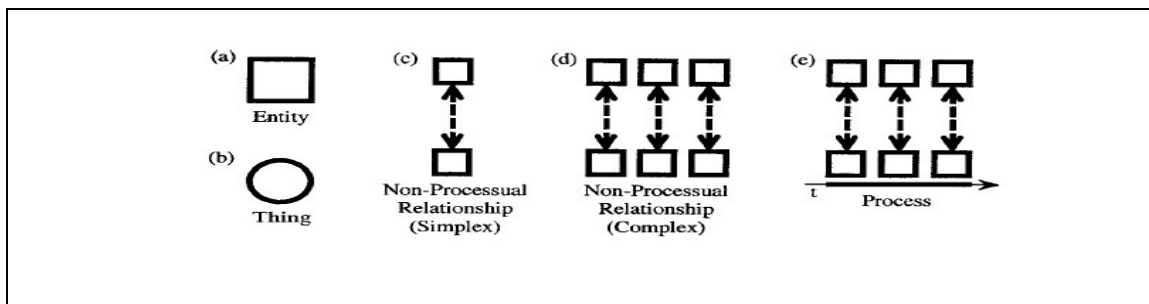 (a)
Entity
(b)
Thing
(c)
Non-Processual
Relationship
(Simplex)
(d)
Non-Processual
Relationship
(Complex)
(e)
t
Process